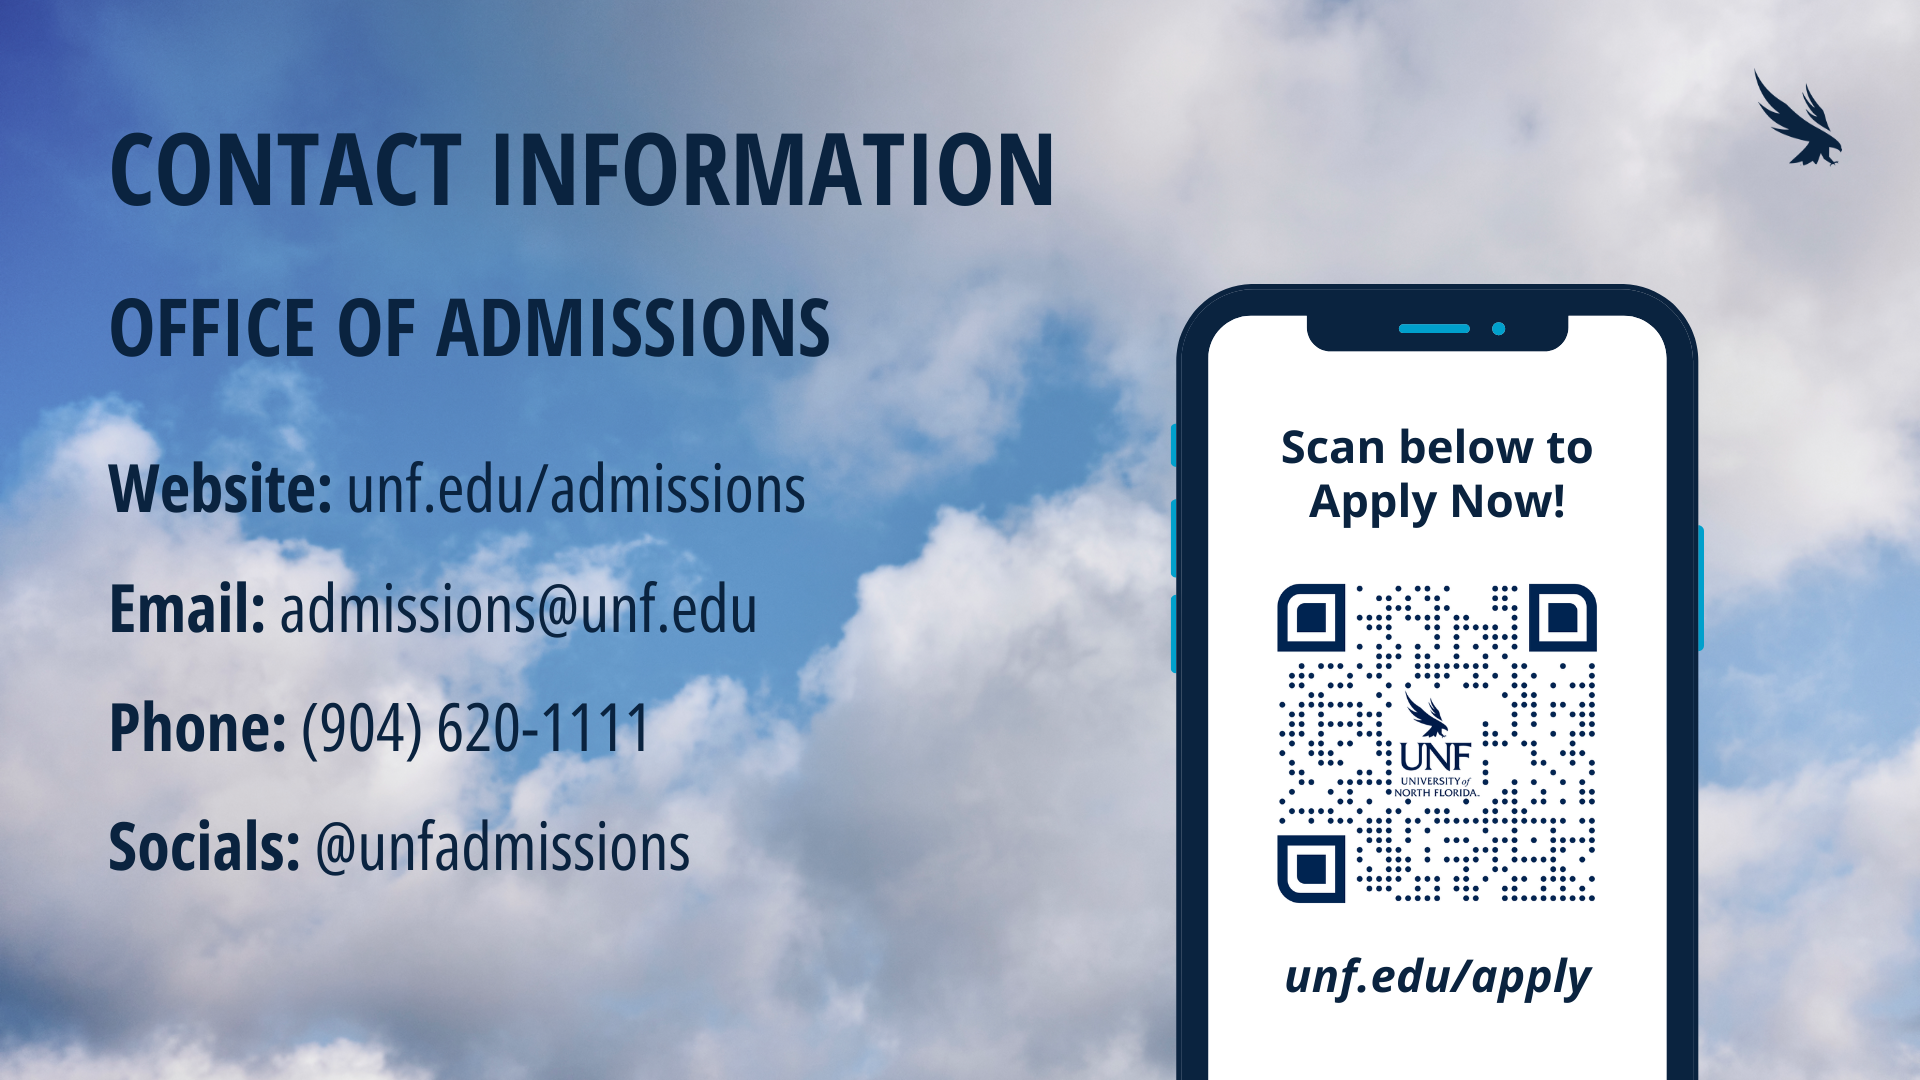 CONTACT INFORMATION
OFFICE OF ADMISSIONS
Website: unf.edu/admissions
Email: admissions@unf.edu
Phone: (904) 620-1111
Socials: @unfadmissions
Scan below to
Apply Now!
UNF
UNIVERSITY of
NORTH FLORIDA.
unf.edu/apply